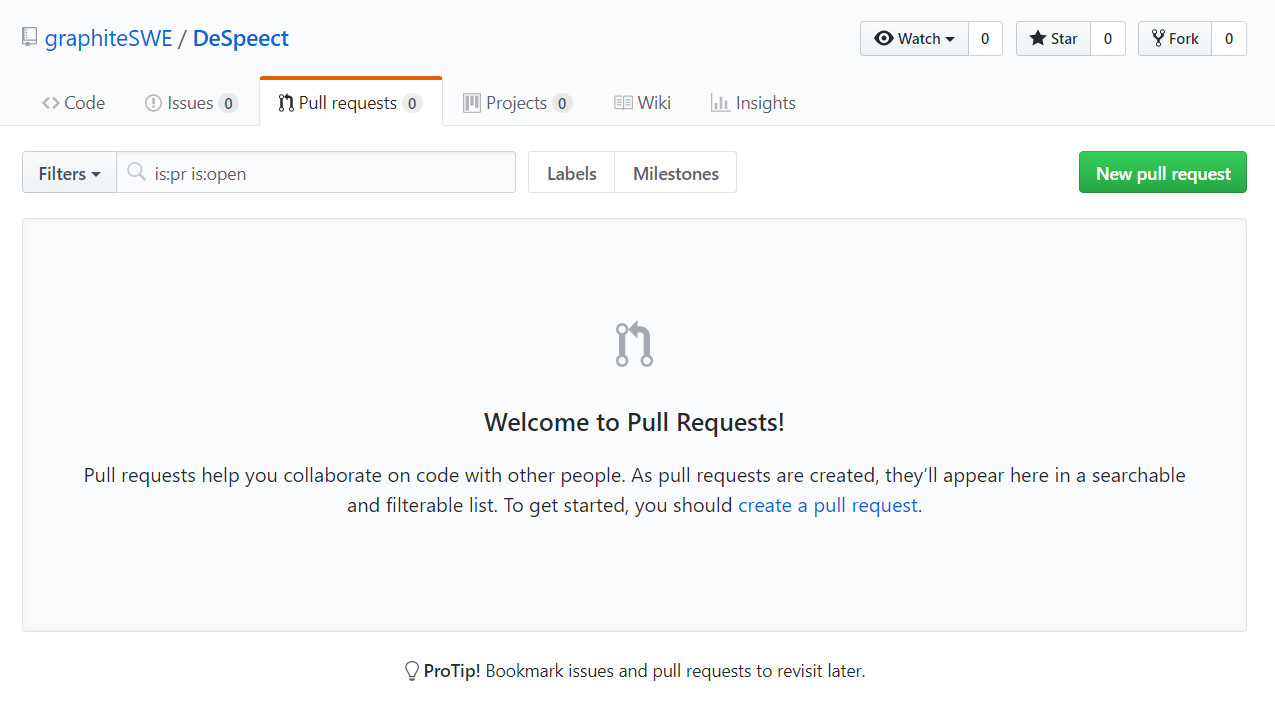 graphiteSWE / DeSpeect
Watch 0 Star 0 Fork 0
Code Issues 0 Pull requests 0 Projects 0 Wiki Insights
Filters is:pr is:open Labels Milestones New pull request
Welcome to Pull Requests!
Pull requests help you collaborate on code with other people. As pull requests are created, they’ll appear here in a searchable
and filterable list. To get started, you should create a pull request.
ProTip! Bookmark issues and pull requests to revisit later.